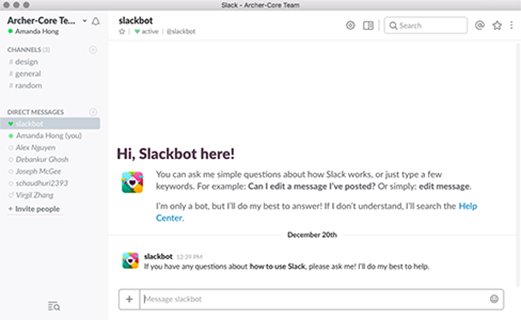 Slack - Archer-Core Team
Archer-Core Te...
Amanda Hong
CHANNELS (3)
# design
# general
# random
DIRECT MESSAGES
slackbot
Amanda Hong (you)
Alex Nguyen
Debankur Ghosh
Joseph McGee
schaudhuri2393
Virgil Zhang
+ Invite people
slackbot
active | @slackbot
Search
Hi, Slackbot here!
You can ask me simple questions about how Slack works, or just type a few
keywords. For example: Can I edit a message I've posted? Or simply: edit message.
I'm only a bot, but I'll do my best to answer! If I don't understand, I'll search the Help
Center.
December 20th
slackbot 12:39 PM
If you have any questions about how to use Slack, please ask me! I'll do my best to help.
Message slackbot